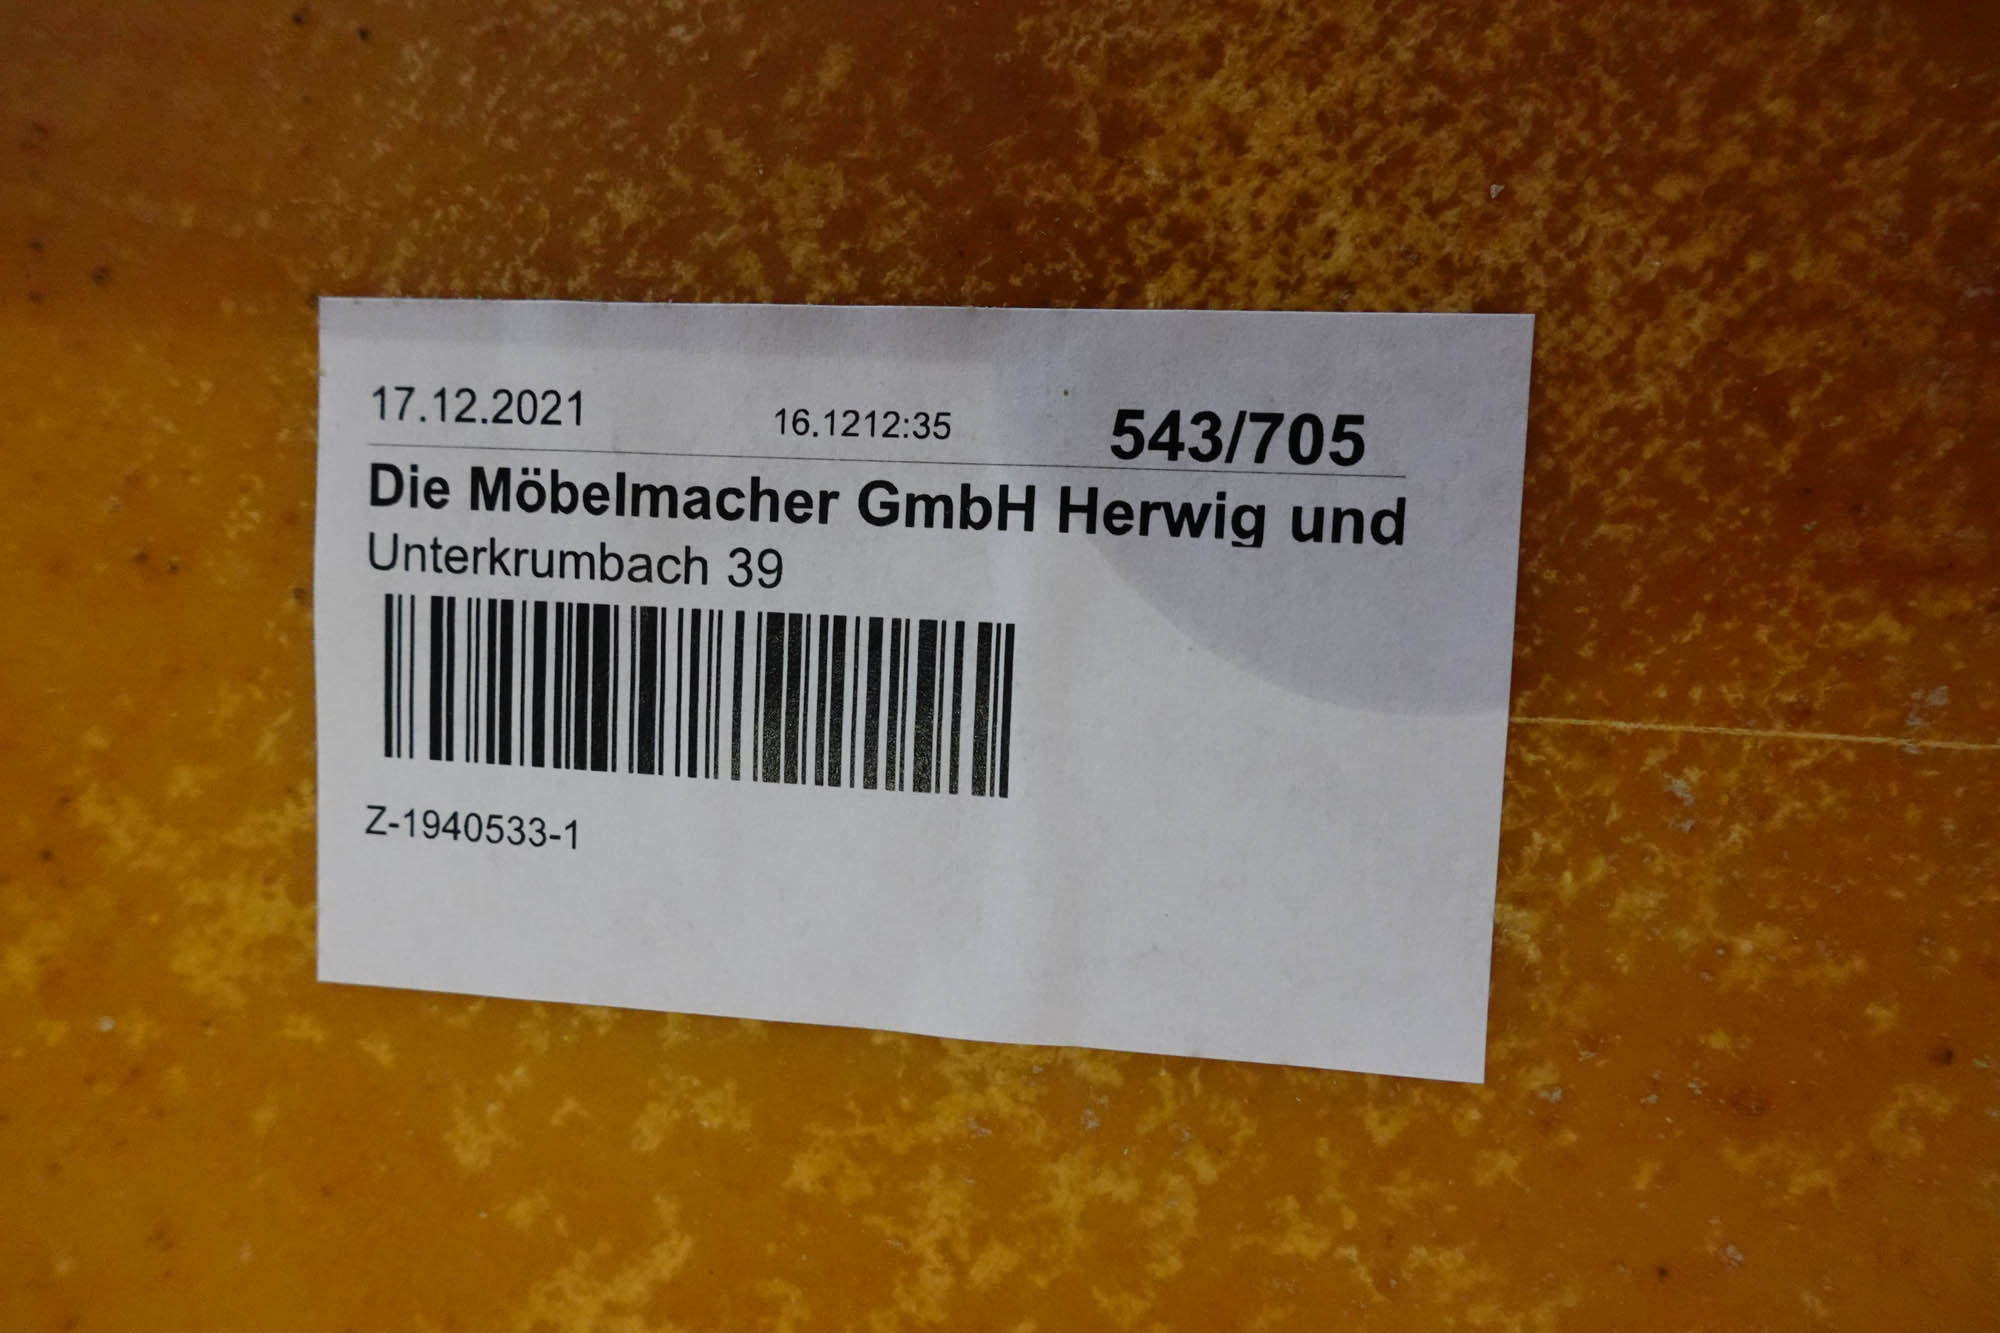 17.12.2021 16.1212:35 543/705
Die Möbelmacher GmbH Herwig und
Unterkrumbach 39
Z-1940533-1